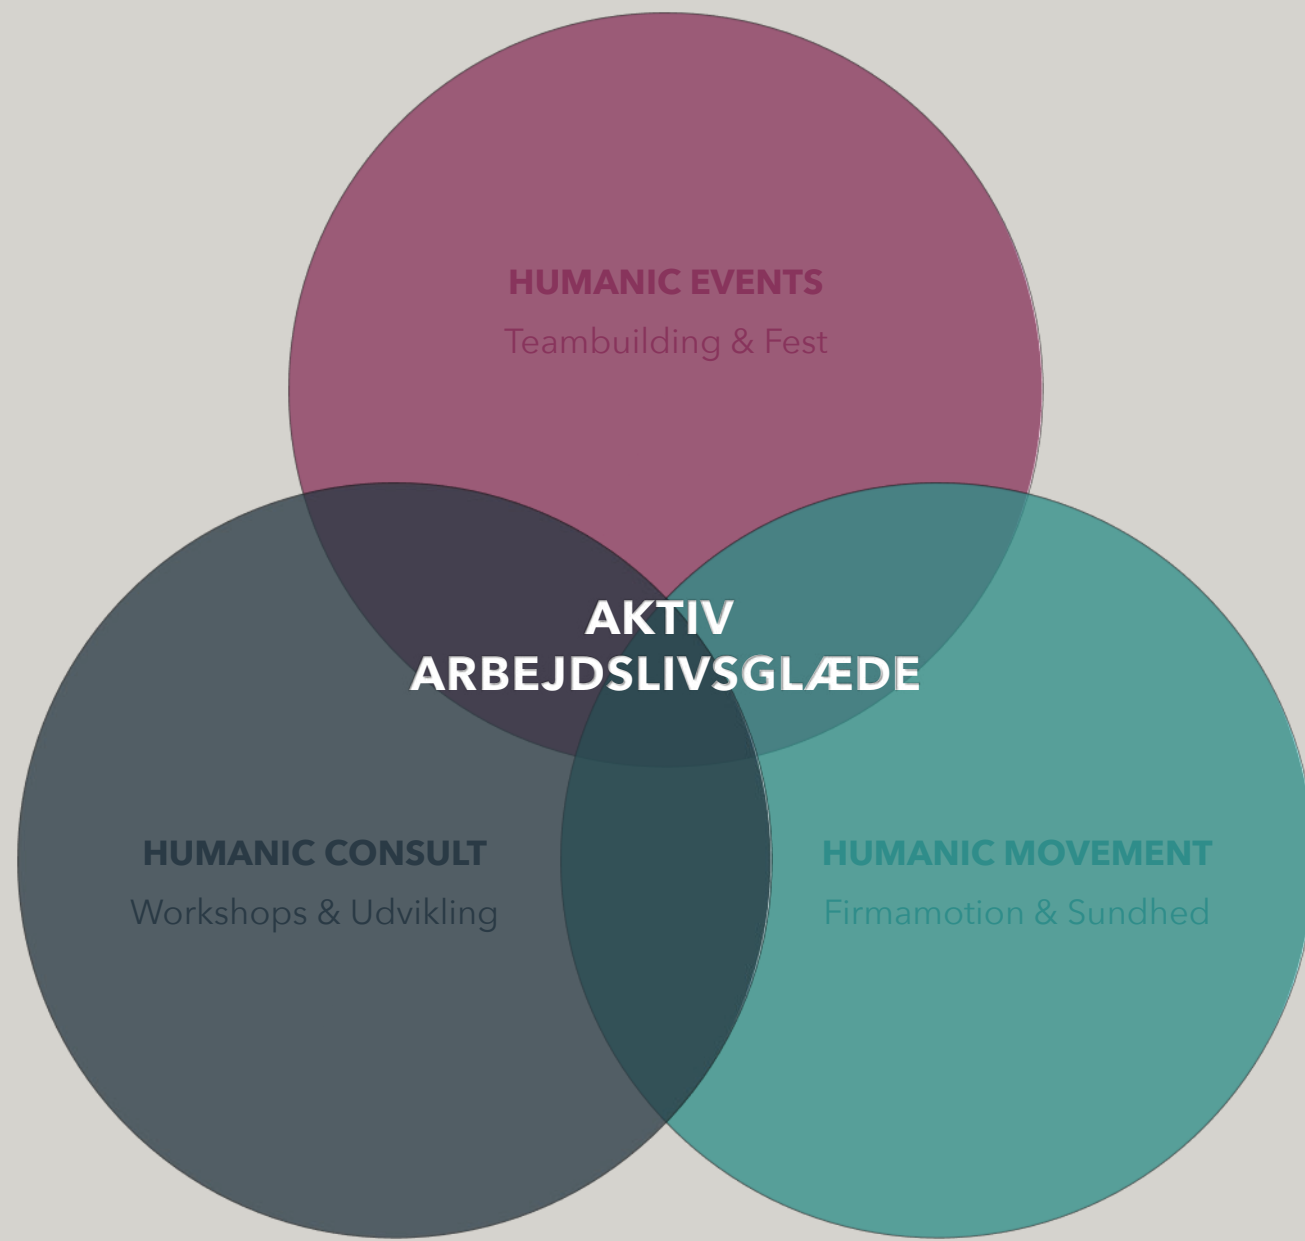 HUMANIC EVENTS
Teambuilding & Fest
AKTIV
ARBEJDSLIVSGLÆDE
HUMANIC CONSULT
Workshops & Udvikling
HUMANIC MOVEMENT
Firmamotion & Sundhed